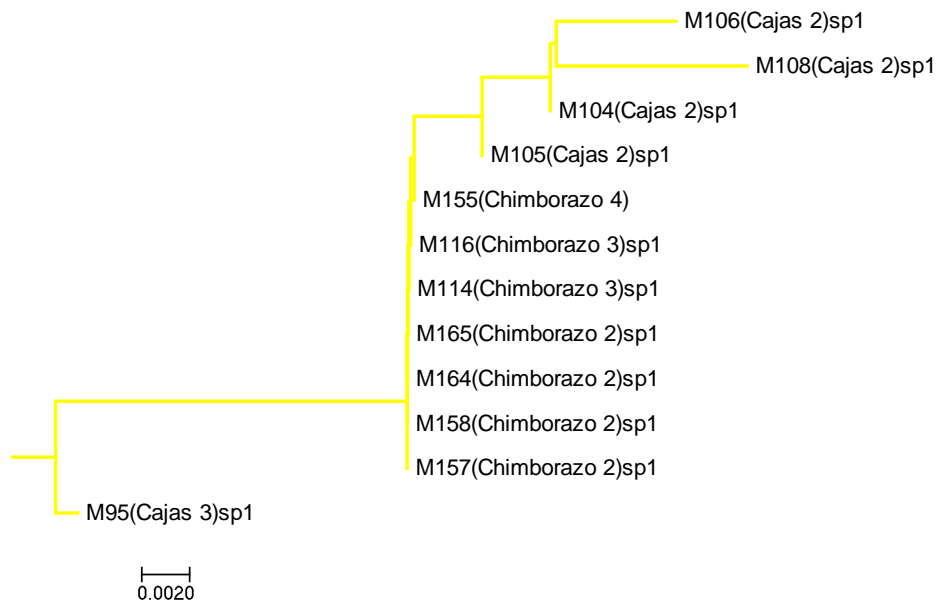 M106(Cajas 2)sp1
M108(Cajas 2)sp1
M104(Cajas 2)sp1
M105(Cajas 2)sp1
M155(Chimborazo 4)
M116(Chimborazo 3)sp1
M114(Chimborazo 3)sp1
M165(Chimborazo 2)sp1
M164(Chimborazo 2)sp1
M158(Chimborazo 2)sp1
M157(Chimborazo 2)sp1
M95(Cajas 3)sp1
0.0020